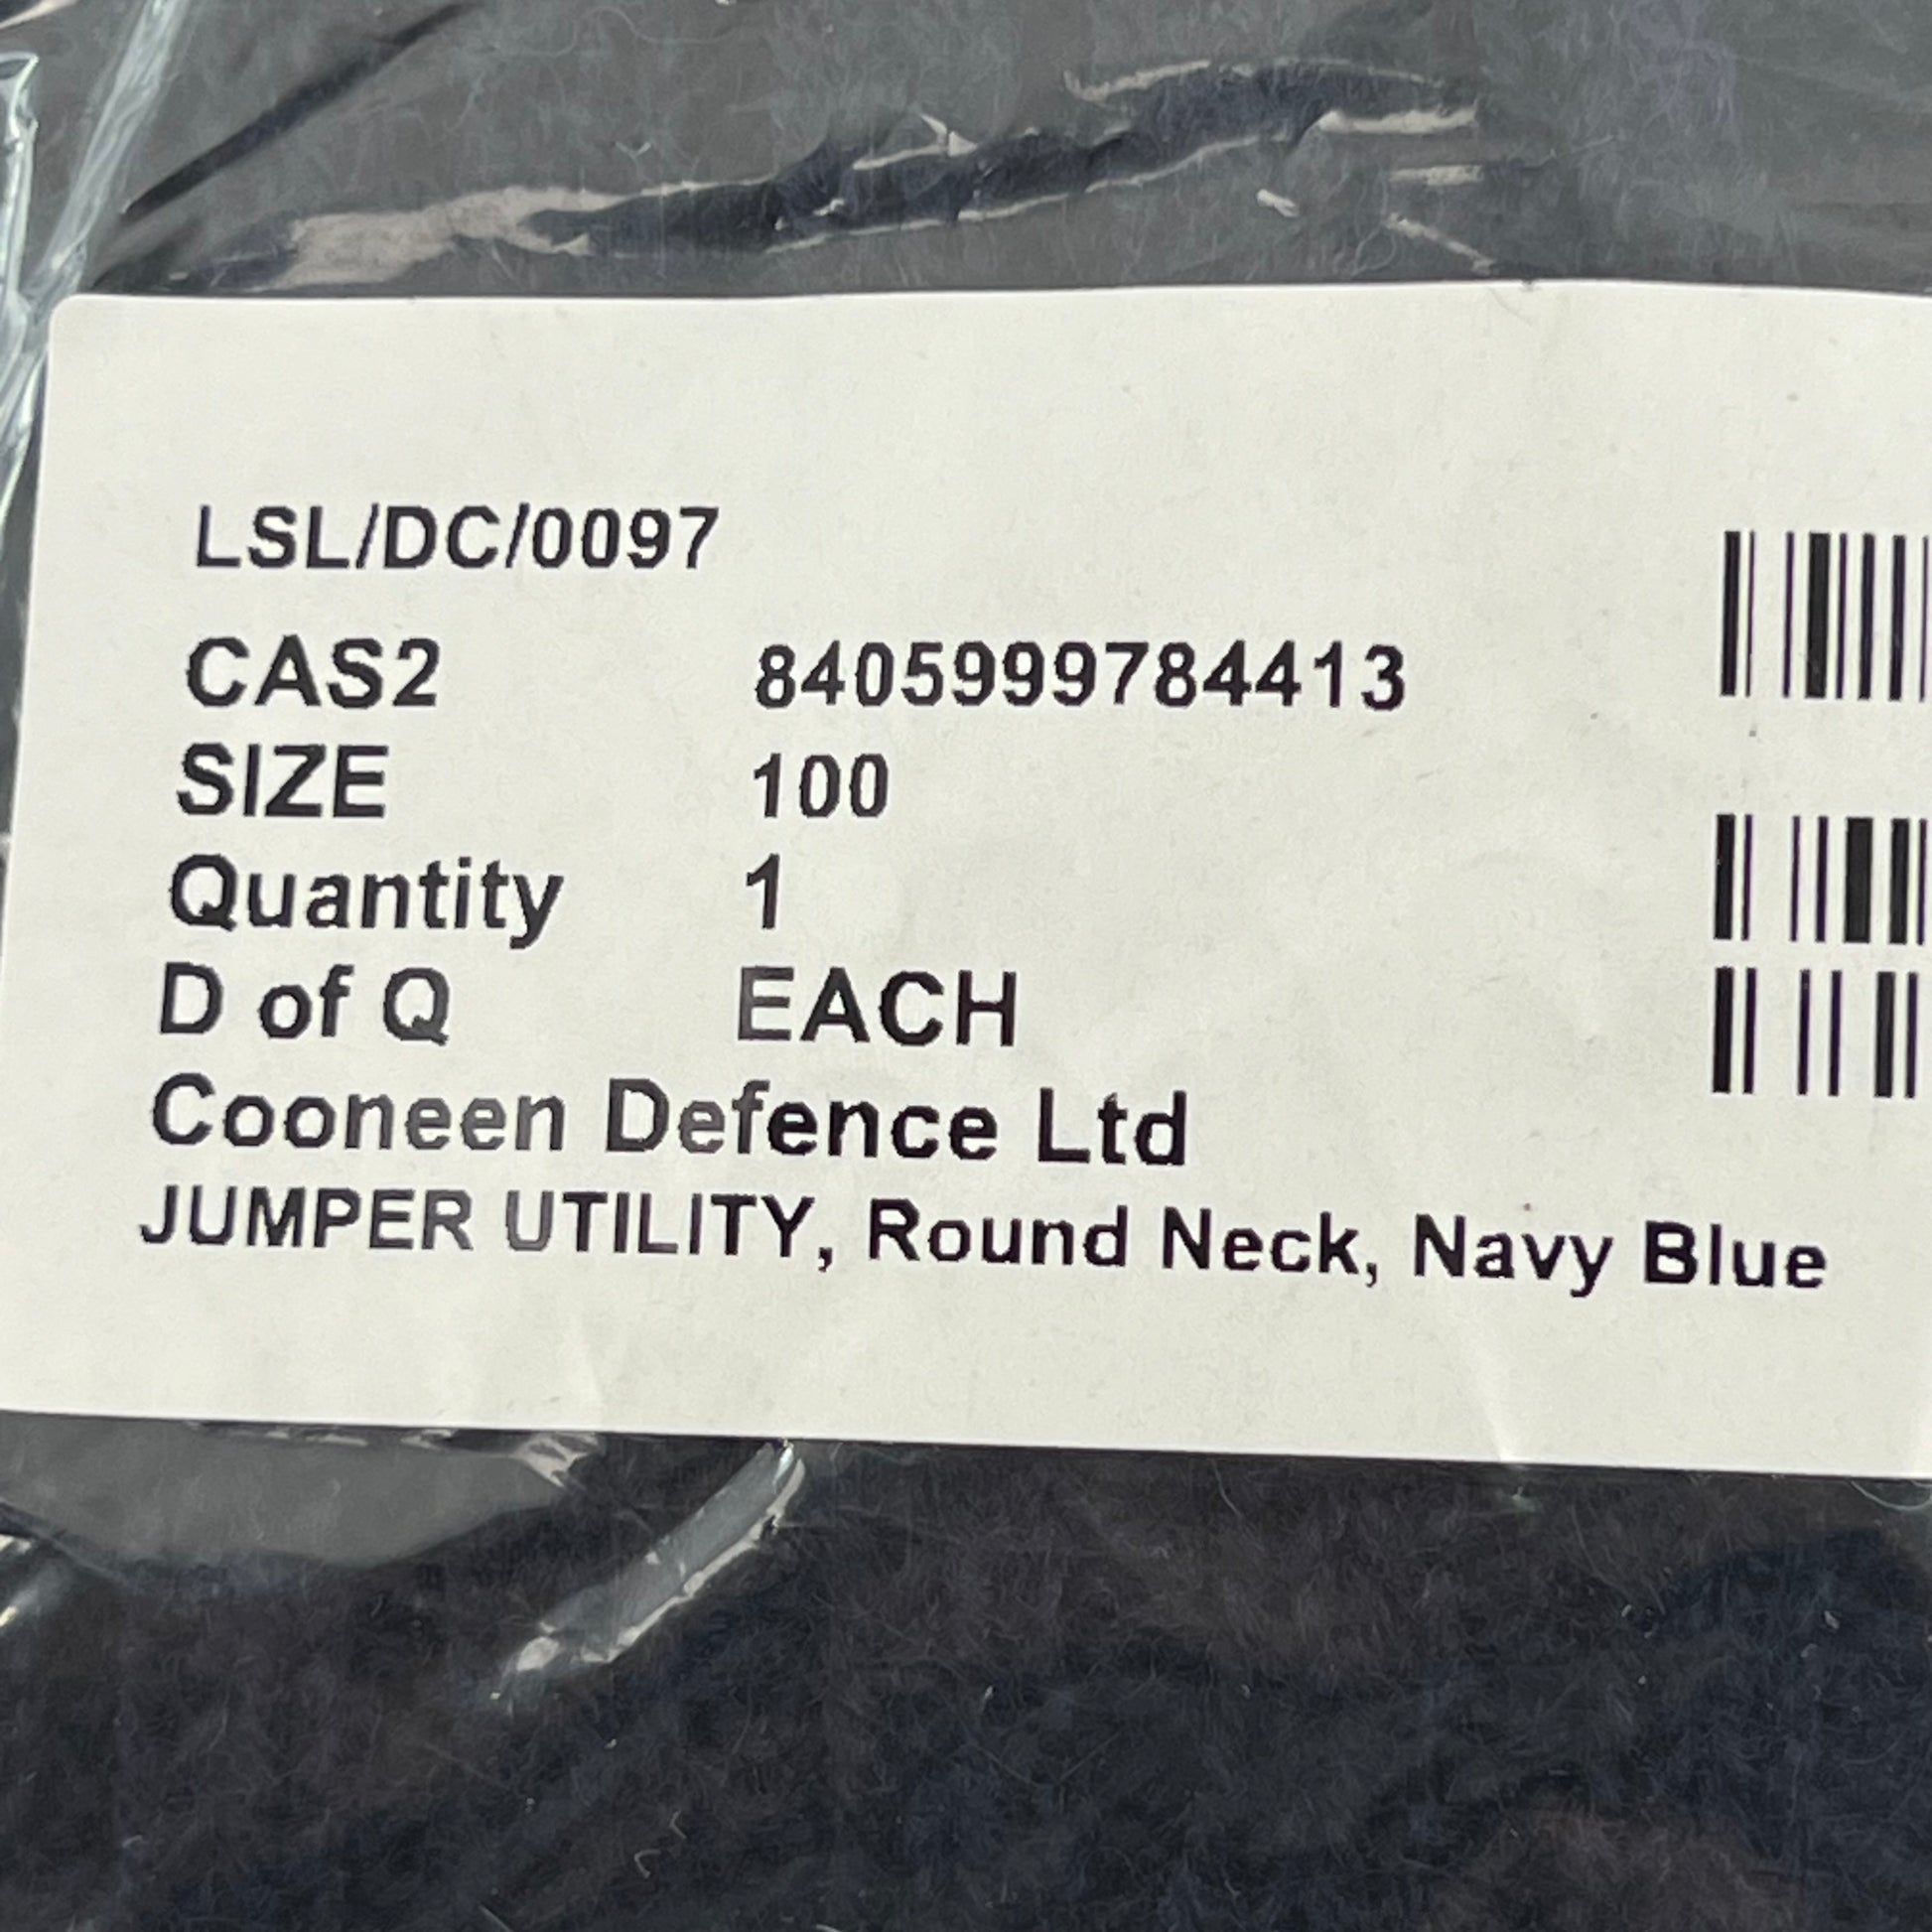 LSL/DC/0097
CAS2 8405999784413
SIZE 100
Quantity 1
D of Q EACH
Cooneen Defence Ltd
JUMPER UTILITY, Round Neck, Navy Blue